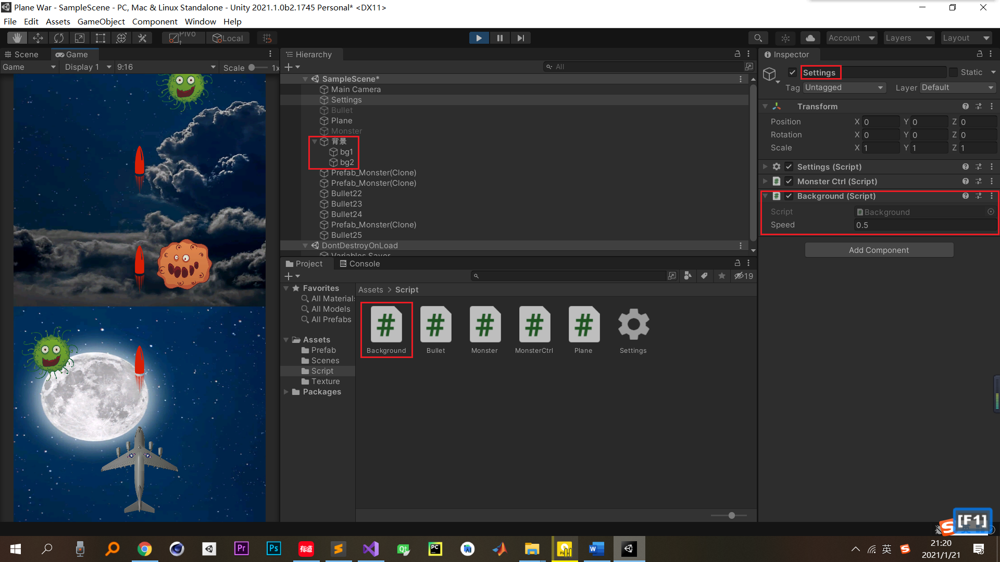 Plane War - SampleScene - PC, Mac & Linux Standalone - Unity 2021.1.0b2.1745 Personal* <DX11>
File Edit Assets GameObject Component Window Help
Pivot Local
Account Layers Layout
Scene Game
Game Display 1 9:16 Scale 1x
Hierarchy
All
SampleScene*
Main Camera
Settings
Bullet
Plane
Monster
背景
bg1
bg2
Prefab_Monster(Clone)
Prefab_Monster(Clone)
Bullet22
Bullet23
Bullet24
Prefab_Monster(Clone)
Bullet25
DontDestroyOnLoad
Variables Saver
Project Console
19
Favorites
All Materials
All Models
All Prefabs
Assets
Prefab
Scenes
Script
Texture
Packages
Assets > Script
Background Bullet Monster MonsterCtrl Plane Settings
Inspector
Settings Static
Tag Untagged Layer Default
Transform
Position X 0 Y 0 Z 0
Rotation X 0 Y 0 Z 0
Scale X 1 Y 1 Z 1
Settings (Script)
Monster Ctrl (Script)
Background (Script)
Script Background
Speed 0.5
Add Component
[F1]
Pr Ps 有道 Qt PC W
英
21:20
2021/1/21